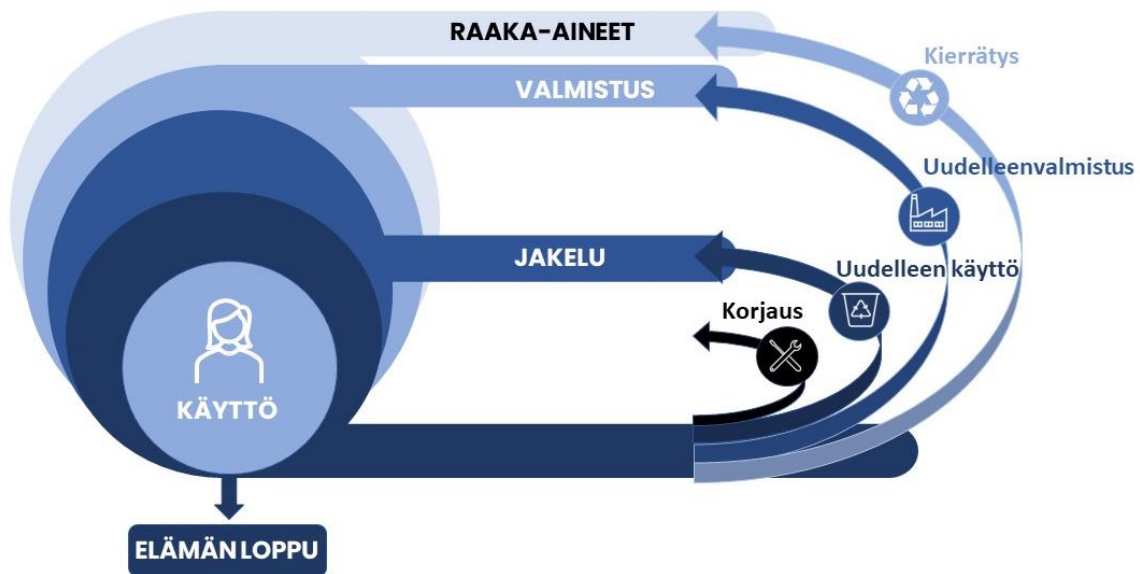 RAAKA-AINEET
Kierrätys
VALMISTUS
Uudelleenvalmistus
JAKELU
Uudelleen käyttö
Korjaus
KÄYTTÖ
ELÄMÄN LOPPU